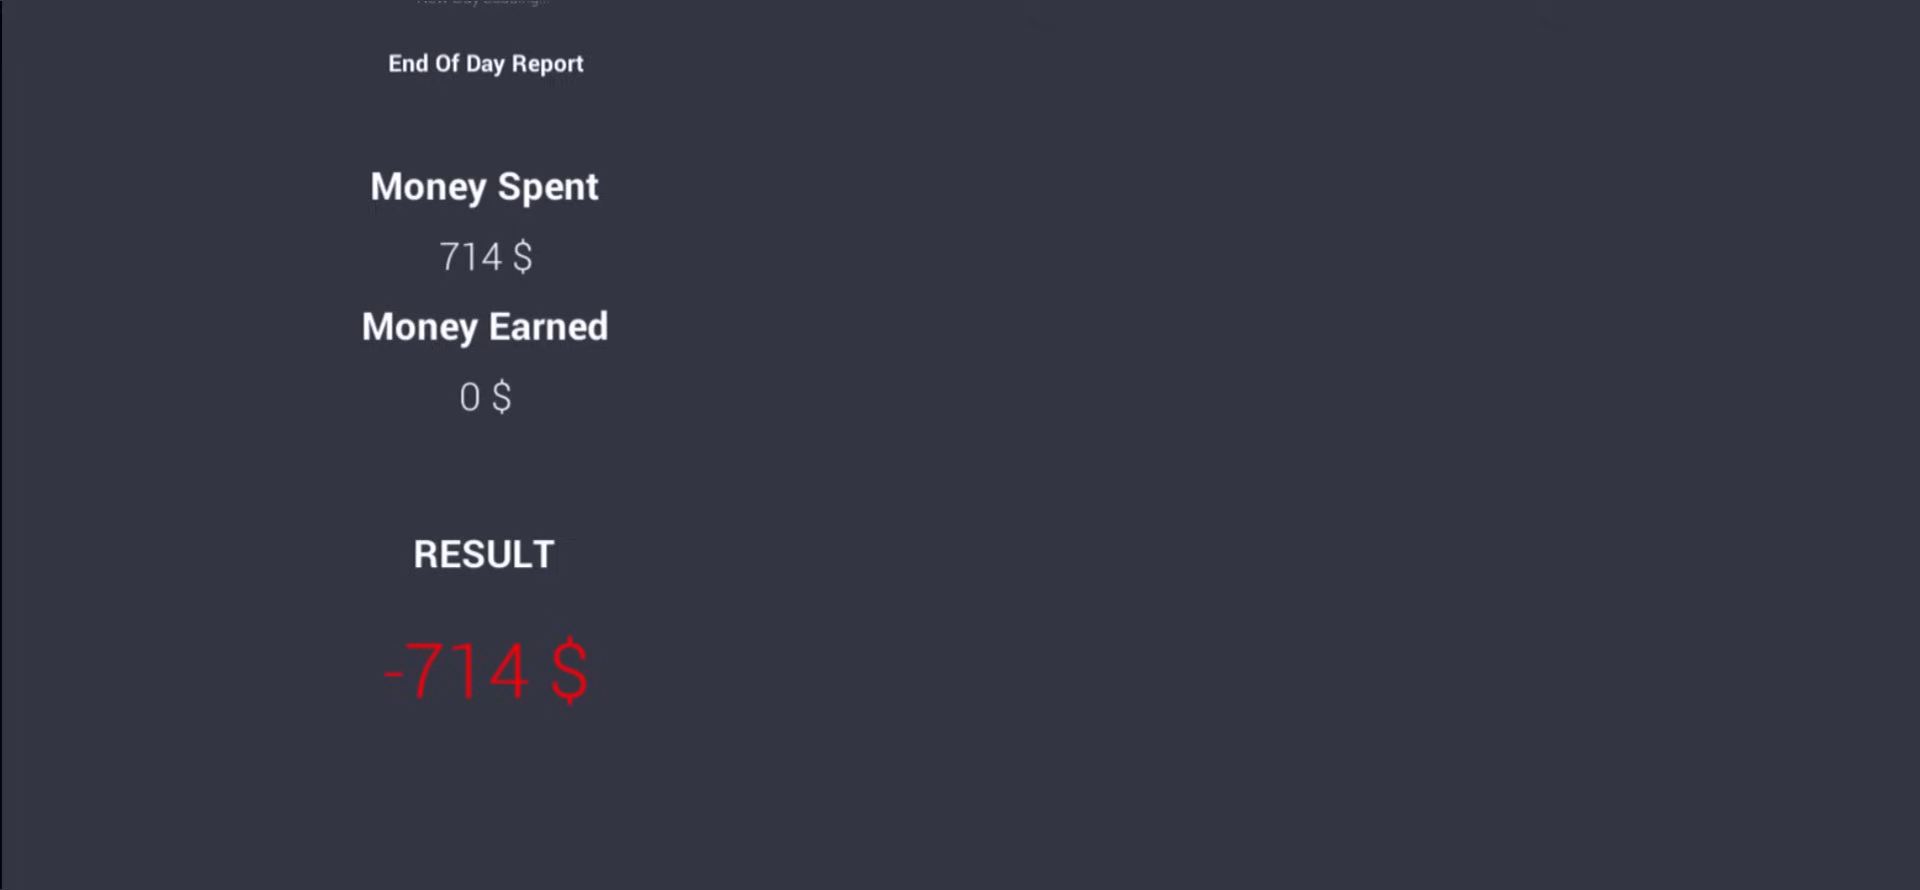 End Of Day Report
Money Spent
714 $
Money Earned
0 $
RESULT
-714 $